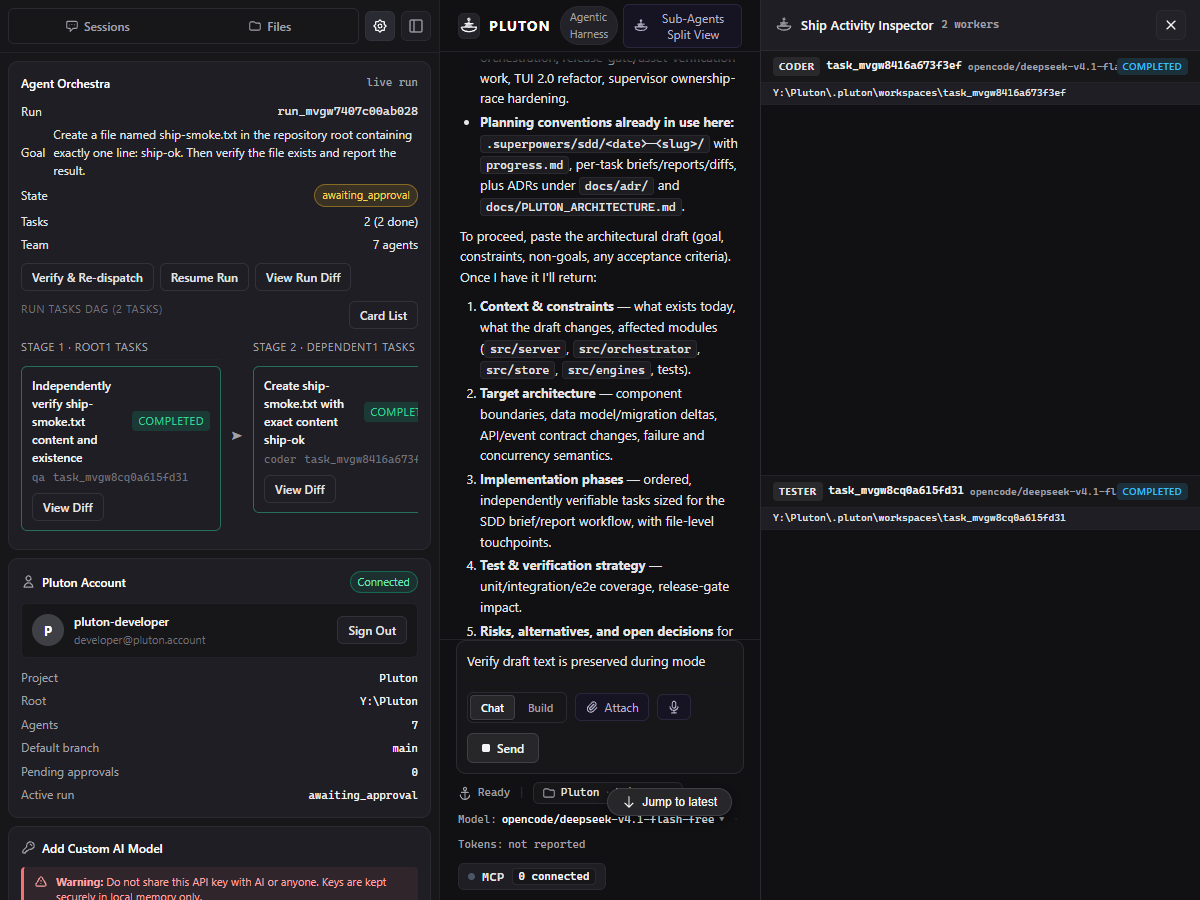 Sessions
Files
Agent Orchestra
live run
Run
run_mvgw7407c00ab028
Goal
Create a file named ship-smoke.txt in the repository root containing
exactly one line: ship-ok. Then verify the file exists and report the
result.
State
awaiting_approval
Tasks
2 (2 done)
Team
7 agents
Verify & Re-dispatch
Resume Run
View Run Diff
RUN TASKS DAG (2 TASKS)
Card List
STAGE 1 · ROOT1 TASKS
Independently
verify ship-
smoke.txt
content and
existence
COMPLETED
qa task_mvgw8cq0a615fd31
View Diff
➤
STAGE 2 · DEPENDENT1 TASKS
Create ship-
smoke.txt with
exact content
ship-ok
COMPLET
coder task_mvgw8416a673f
View Diff
Pluton Account
Connected
P
pluton-developer
developer@pluton.account
Sign Out
Project
Pluton
Root
Y:\Pluton
Agents
7
Default branch
main
Pending approvals
0
Active run
awaiting_approval
Add Custom AI Model
Warning: Do not share this API key with AI or anyone. Keys are kept
securely in local memory only.
PLUTON
Agentic
Harness
Sub-Agents
Split View
work, TUI 2.0 refactor, supervisor ownership-
race hardening.
• Planning conventions already in use here:
.superpowers/sdd/<date>—<slug>/ with
progress.md, per-task briefs/reports/diffs,
plus ADRs under docs/adr/ and
docs/PLUTON_ARCHITECTURE.md.
To proceed, paste the architectural draft (goal,
constraints, non-goals, any acceptance criteria).
Once I have it I'll return:
1. Context & constraints — what exists today,
what the draft changes, affected modules
(src/server, src/orchestrator,
src/store, src/engines, tests).
2. Target architecture — component
boundaries, data model/migration deltas,
API/event contract changes, failure and
concurrency semantics.
3. Implementation phases — ordered,
independently verifiable tasks sized for the
SDD brief/report workflow, with file-level
touchpoints.
4. Test & verification strategy —
unit/integration/e2e coverage, release-gate
impact.
5. Risks, alternatives, and open decisions for
Verify draft text is preserved during mode
Chat
Build
Attach
Send
Ready
Pluton
Jump to latest
Model: opencode/deepseek-v4.1-flash-free
Tokens: not reported
MCP
0 connected
Ship Activity Inspector
2 workers
CODER
task_mvgw8416a673f3ef
opencode/deepseek-v4.1-fla
COMPLETED
Y:\Pluton\.pluton\workspaces\task_mvgw8416a673f3ef
TESTER
task_mvgw8cq0a615fd31
opencode/deepseek-v4.1-fl
COMPLETED
Y:\Pluton\.pluton\workspaces\task_mvgw8cq0a615fd31